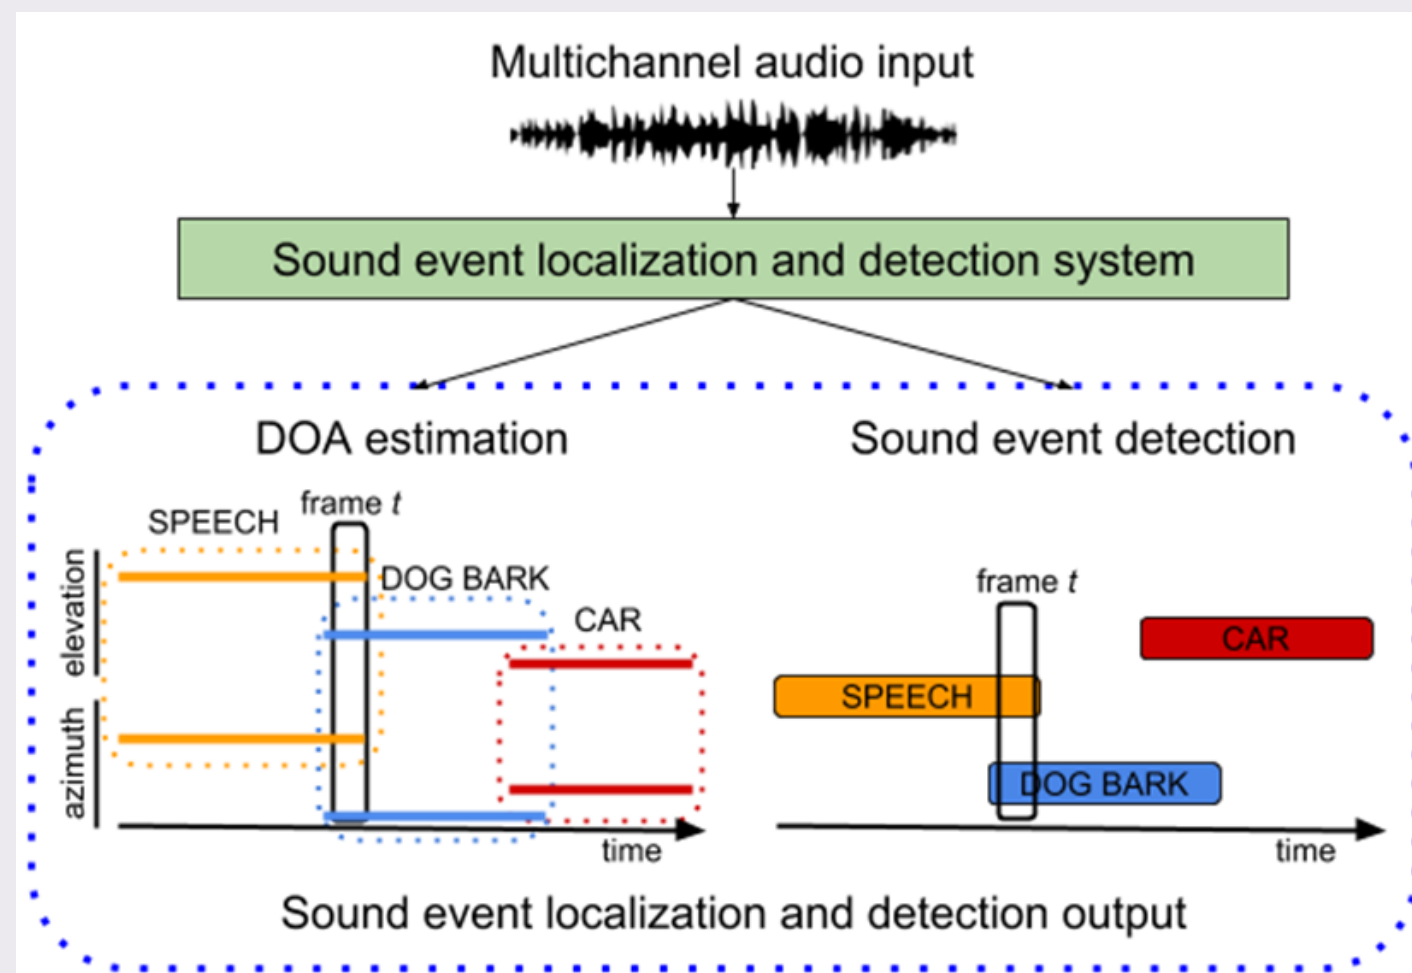 Multichannel audio input
Sound event localization and detection system
DOA estimation
frame t
SPEECH
DOG BARK
CAR
elevation
azimuth
time
Sound event detection
frame t
CAR
SPEECH
DOG BARK
time
Sound event localization and detection output